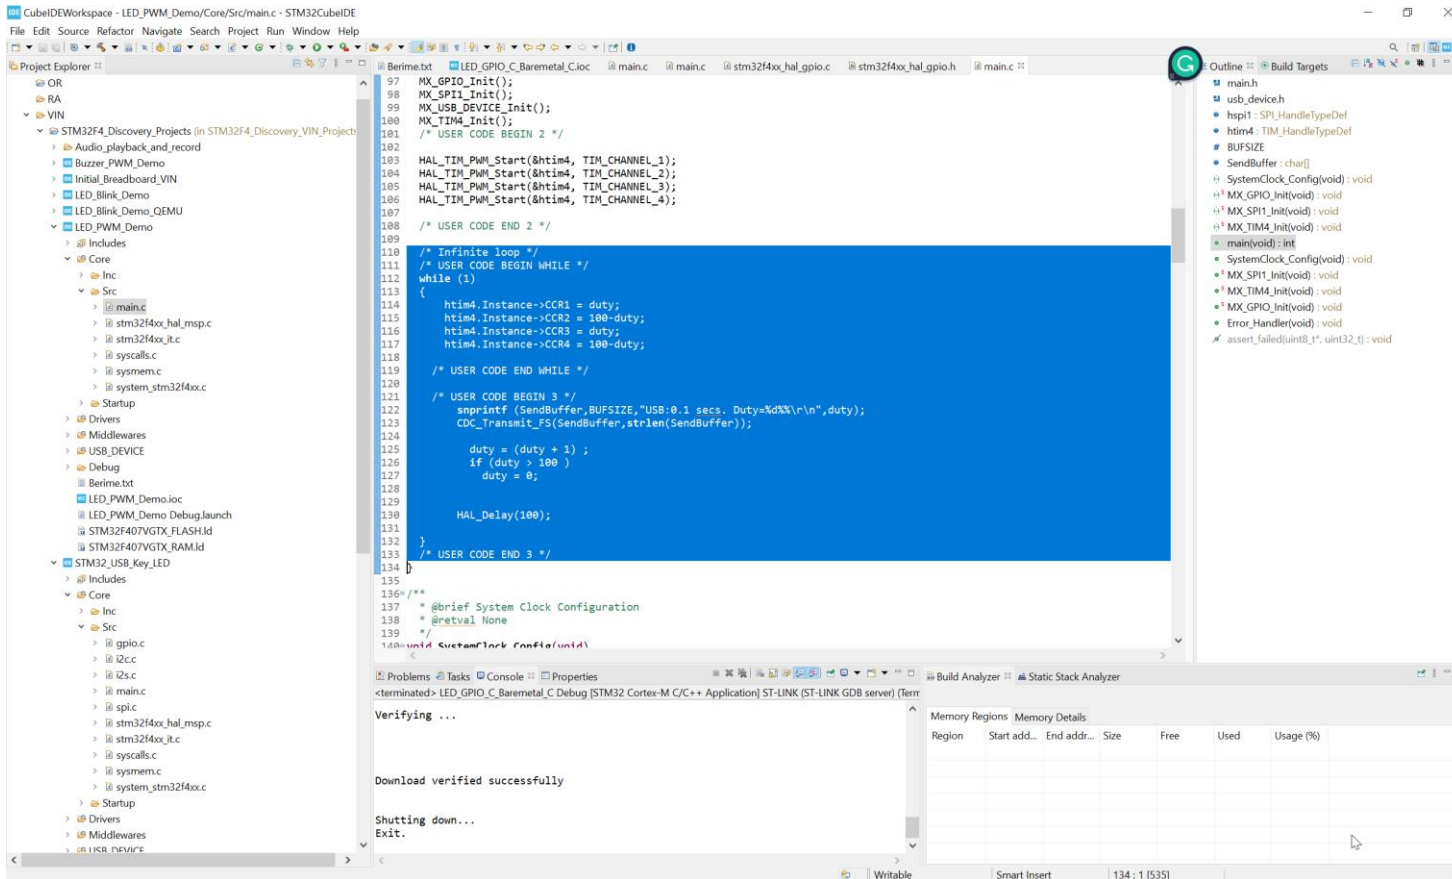 CubeIDEWorkspace - LED_PWM_Demo/Core/Src/main.c - STM32CubeIDE
File Edit Source Refactor Navigate Search Project Run Window Help
Project Explorer
OR
RA
VIN
STM32F4_Discovery_Projects (in STM32F4_Discovery_VIN_Projects
Audio_playback_and_record
Buzzer_PWM_Demo
Initial_Breadboard_VIN
LED_Blink_Demo
LED_Blink_Demo_QEMU
LED_PWM_Demo
Includes
Core
Inc
Src
main.c
stm32f4xx_hal_msp.c
stm32f4xx_it.c
syscalls.c
sysmem.c
system_stm32f4xx.c
Startup
Drivers
Middlewares
USB_DEVICE
Debug
Berime.txt
LED_PWM_Demo.ioc
LED_PWM_Demo Debug.launch
STM32F407VGTX_FLASH.ld
STM32F407VGTX_RAM.ld
STM32_USB_Key_LED
Includes
Core
Inc
Src
gpio.c
i2c.c
i2s.c
main.c
spi.c
stm32f4xx_hal_msp.c
stm32f4xx_it.c
syscalls.c
sysmem.c
system_stm32f4xx.c
Startup
Drivers
Middlewares
USB_DEVICE
Berime.txt LED_GPIO_C_Baremetal_C.ioc main.c main.c stm32f4xx_hal_gpio.c stm32f4xx_hal_gpio.h main.c
97 MX_GPIO_Init();
98 MX_SPI1_Init();
99 MX_USB_DEVICE_Init();
100 MX_TIM4_Init();
101 /* USER CODE BEGIN 2 */
102
103 HAL_TIM_PWM_Start(&htim4, TIM_CHANNEL_1);
104 HAL_TIM_PWM_Start(&htim4, TIM_CHANNEL_2);
105 HAL_TIM_PWM_Start(&htim4, TIM_CHANNEL_3);
106 HAL_TIM_PWM_Start(&htim4, TIM_CHANNEL_4);
107
108 /* USER CODE END 2 */
109
110 /* Infinite loop */
111 /* USER CODE BEGIN WHILE */
112 while (1)
113 {
114 htim4.Instance->CCR1 = duty;
115 htim4.Instance->CCR2 = 100-duty;
116 htim4.Instance->CCR3 = duty;
117 htim4.Instance->CCR4 = 100-duty;
118
119 /* USER CODE END WHILE */
120
121 /* USER CODE BEGIN 3 */
122 snprintf (SendBuffer,BUFSIZE,"USB:0.1 secs. Duty=%d%%\r\n",duty);
123 CDC_Transmit_FS(SendBuffer,strlen(SendBuffer));
124
125 duty = (duty + 1) ;
126 if (duty > 100 )
127 duty = 0;
128
129
130 HAL_Delay(100);
131
132 }
133 /* USER CODE END 3 */
134 }
135
136 /**
137 * @brief System Clock Configuration
138 * @retval None
139 */
140 void SystemClock_Config(void)
Outline Build Targets
main.h
usb_device.h
hspi1 : SPI_HandleTypeDef
htim4 : TIM_HandleTypeDef
BUFSIZE
SendBuffer : char[]
SystemClock_Config(void) : void
MX_GPIO_Init(void) : void
MX_SPI1_Init(void) : void
MX_TIM4_Init(void) : void
main(void) : int
SystemClock_Config(void) : void
MX_SPI1_Init(void) : void
MX_TIM4_Init(void) : void
MX_GPIO_Init(void) : void
Error_Handler(void) : void
assert_failed(uint8_t*, uint32_t) : void
Problems Tasks Console Properties
<terminated> LED_GPIO_C_Baremetal_C Debug [STM32 Cortex-M C/C++ Application] ST-LINK (ST-LINK GDB server) (Term
Verifying ...
Download verified successfully
Shutting down...
Exit.
Build Analyzer Static Stack Analyzer
Memory Regions Memory Details
Region Start add... End addr... Size Free Used Usage (%)
Writable Smart Insert 134 : 1 [535]